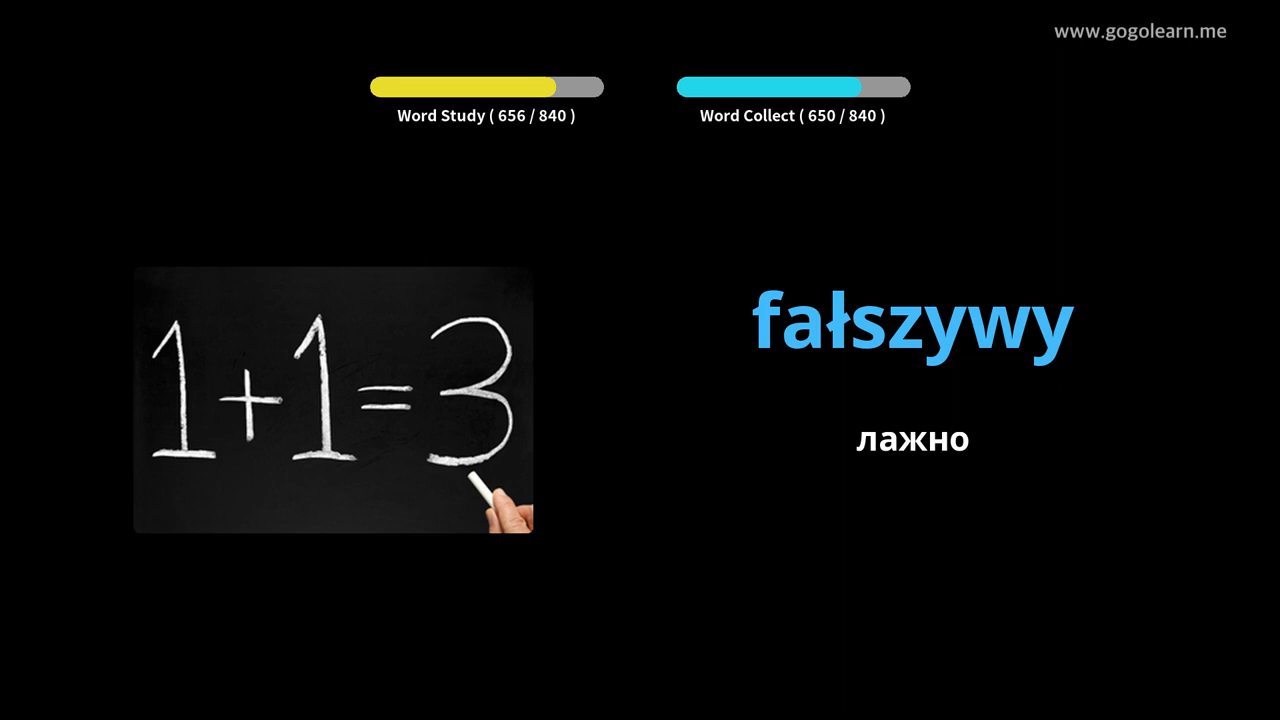 www.gogolearn.me
Word Study ( 656 / 840 )
Word Collect ( 650 / 840 )
1+1=3
fałszywy
лажно